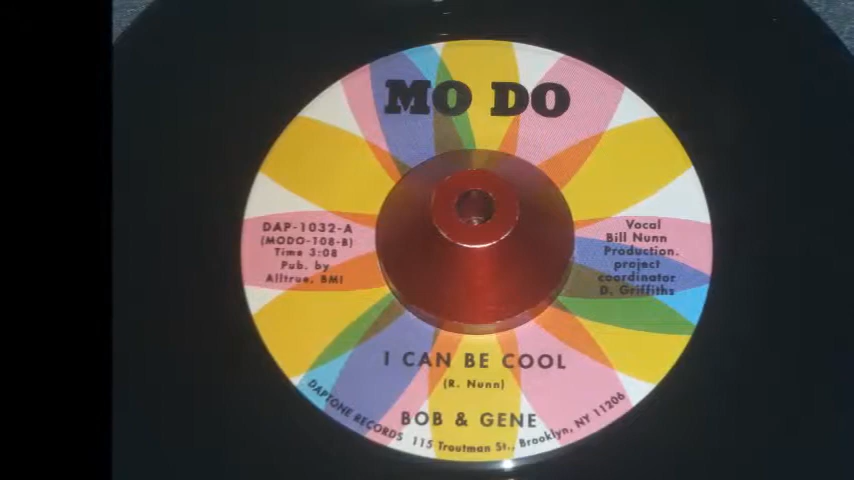 MO DO
DAP-1032-A
(MODO-108-B)
Time 3:08
Pub. by
Alltrue, BMI
Vocal
Bill Nunn
Production.
project
coordinator
D. Griffiths
I CAN BE COOL
(R. Nunn)
BOB & GENE
DAPTONE RECORDS 115 Troutman St., Brooklyn, NY 11206